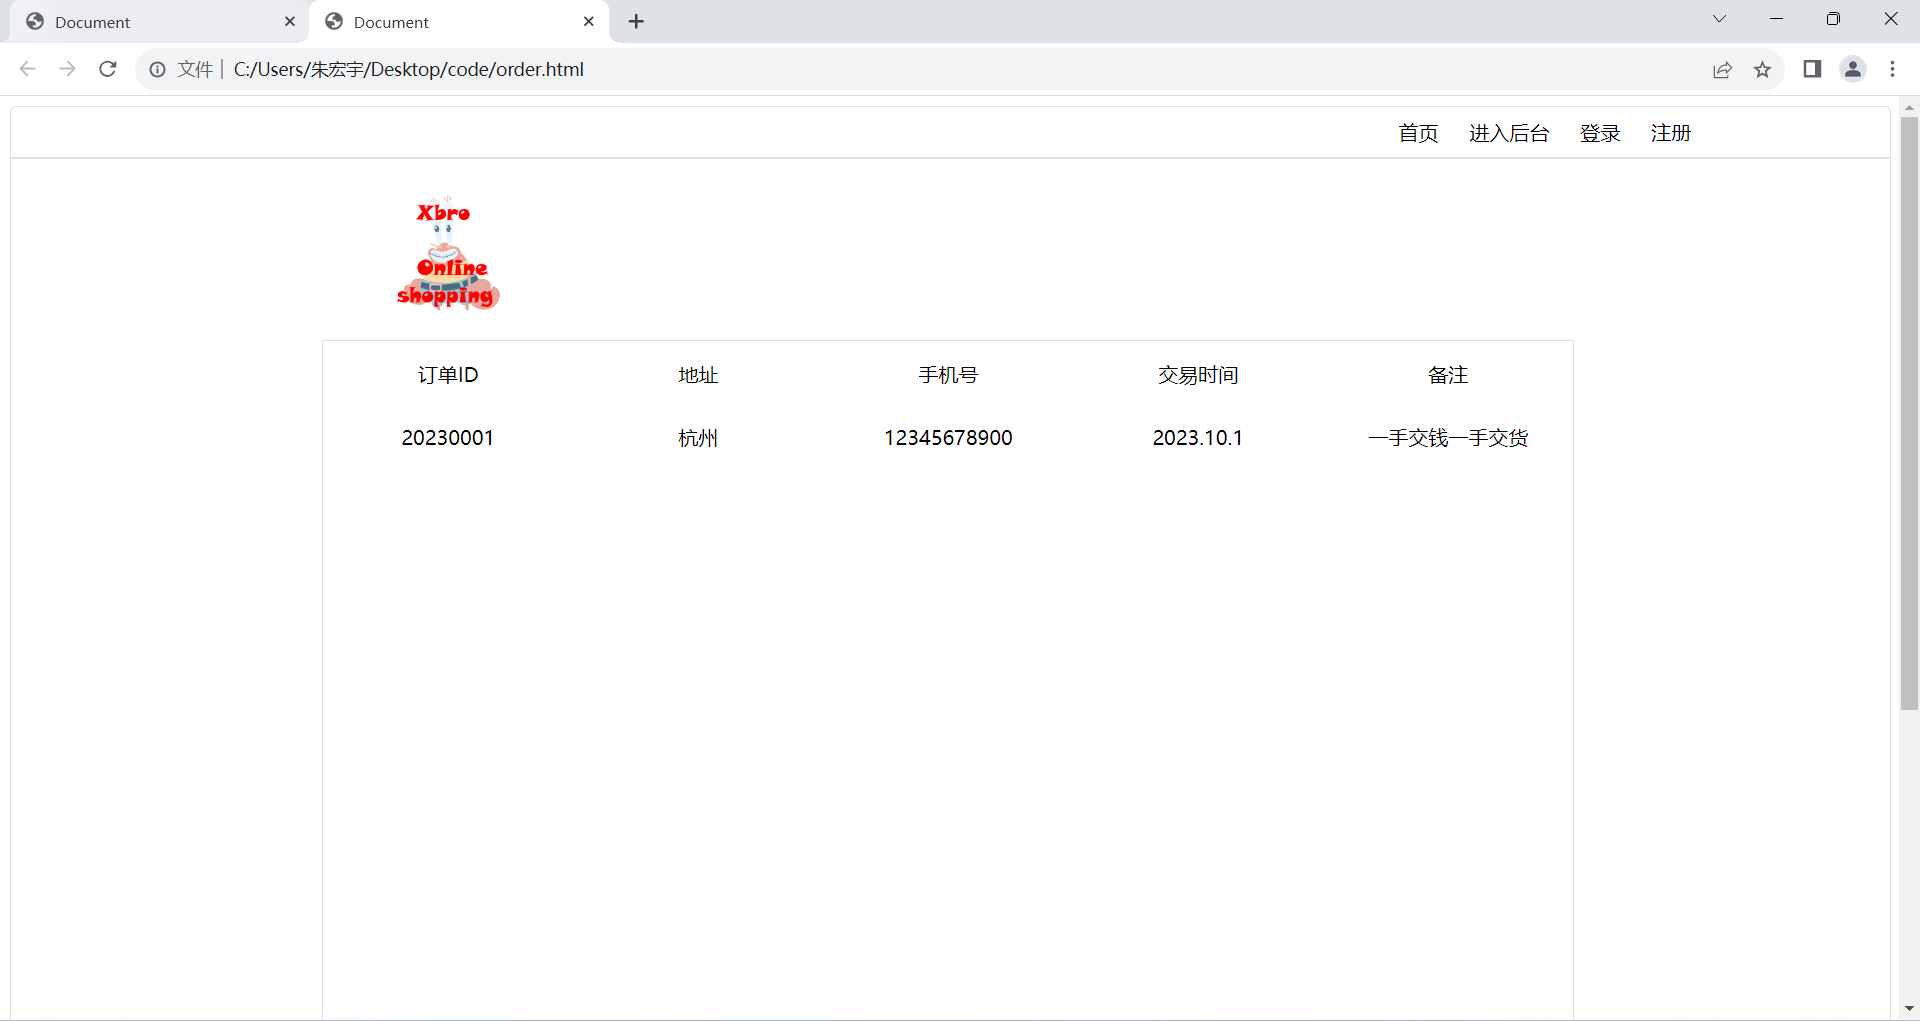 Document
Document
文件 C:/Users/朱宏宇/Desktop/code/order.html
首页 进入后台 登录 注册
Xbro
Online
shopping
订单ID 地址 手机号 交易时间 备注
20230001 杭州 12345678900 2023.10.1 一手交钱一手交货